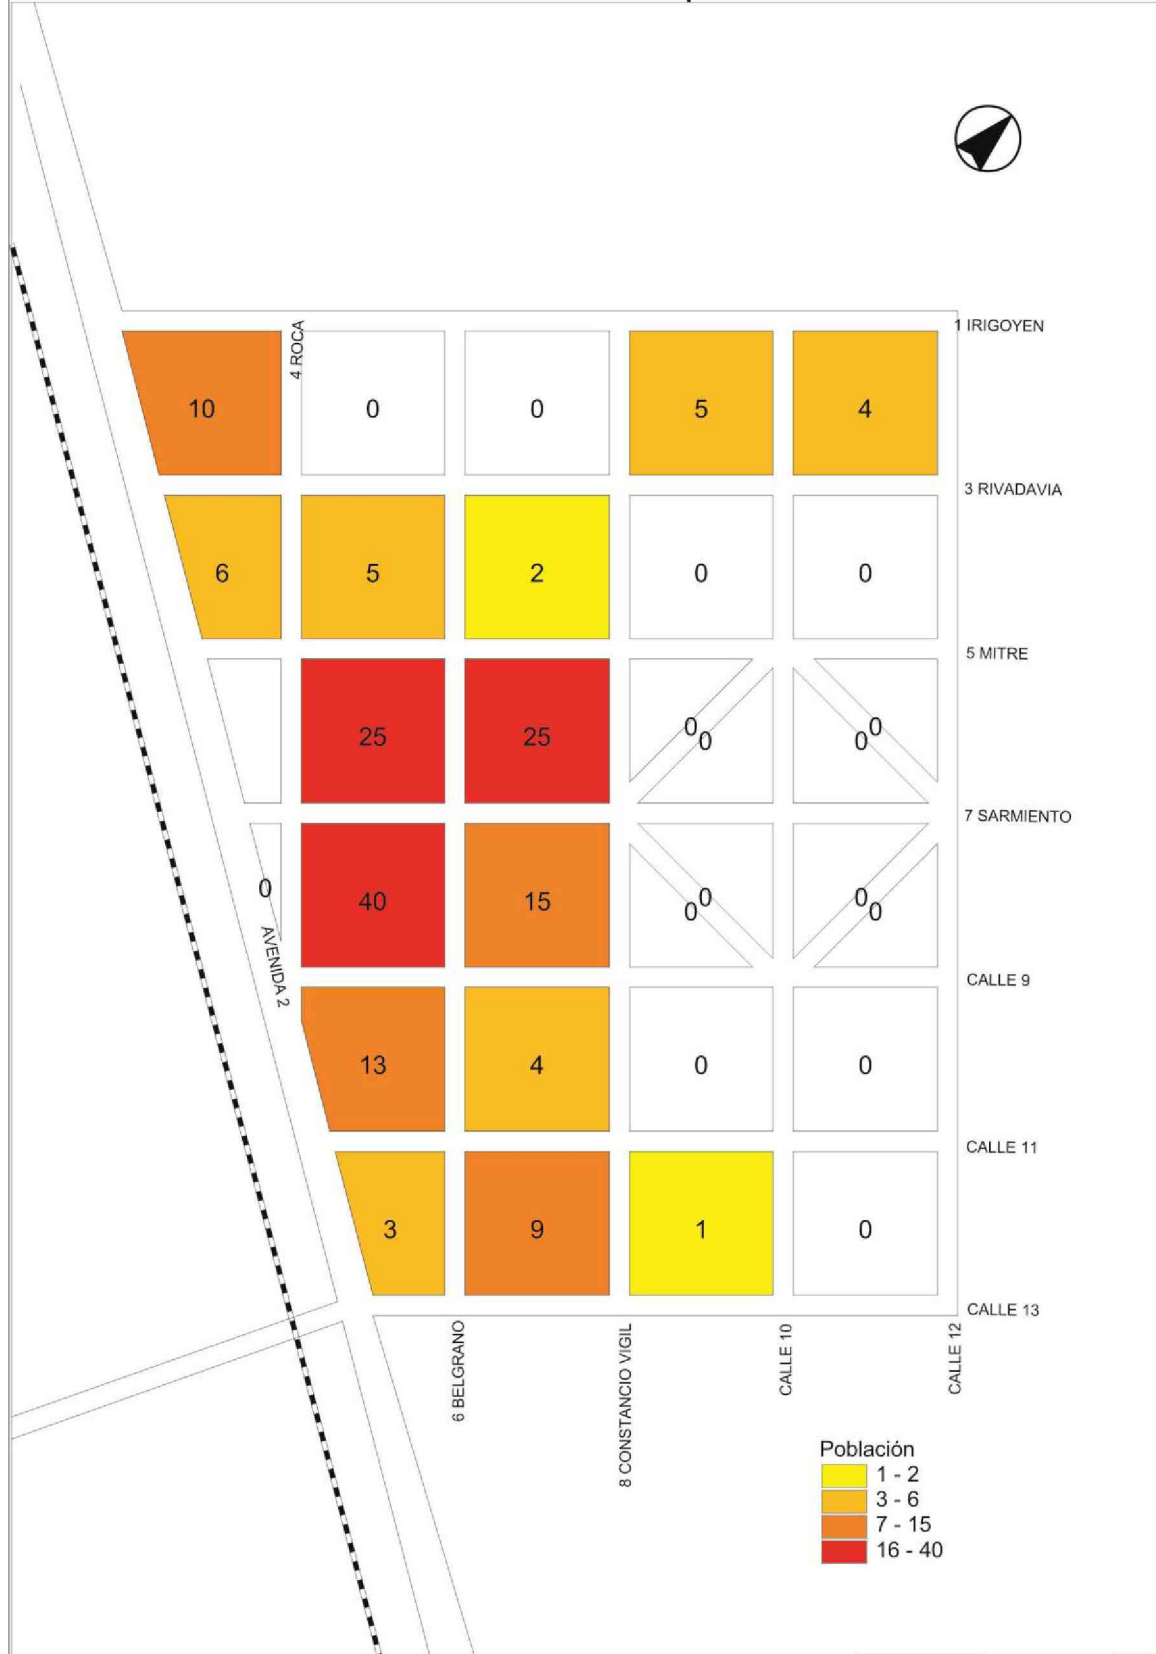 1 IRIGOYEN
4 ROCA
10
0
0
5
4
3 RIVADAVIA
6
5
2
0
0
5 MITRE
25
25
0
0
0
0
7 SARMIENTO
0
40
15
0
0
0
0
AVENIDA 2
CALLE 9
13
4
0
0
CALLE 11
3
9
1
0
CALLE 13
6 BELGRANO
8 CONSTANCIO VIGIL
CALLE 10
CALLE 12
Población
1 - 2
3 - 6
7 - 15
16 - 40